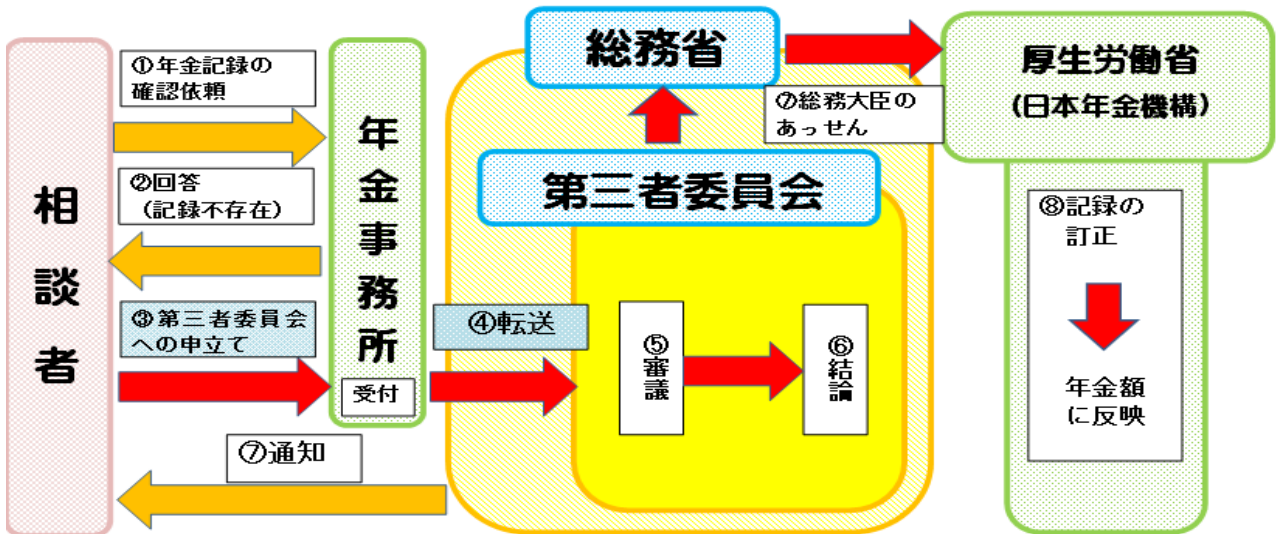 相談者
①年金記録の
確認依頼
②回答
(記録不存在)
③第三者委員会
への申立て
年金事務所
受付
④転送
⑦通知
総務省
第三者委員会
⑤審議
⑥結論
⑦総務大臣の
あっせん
厚生労働省
(日本年金機構)
⑧記録の
訂正
年金額
に反映